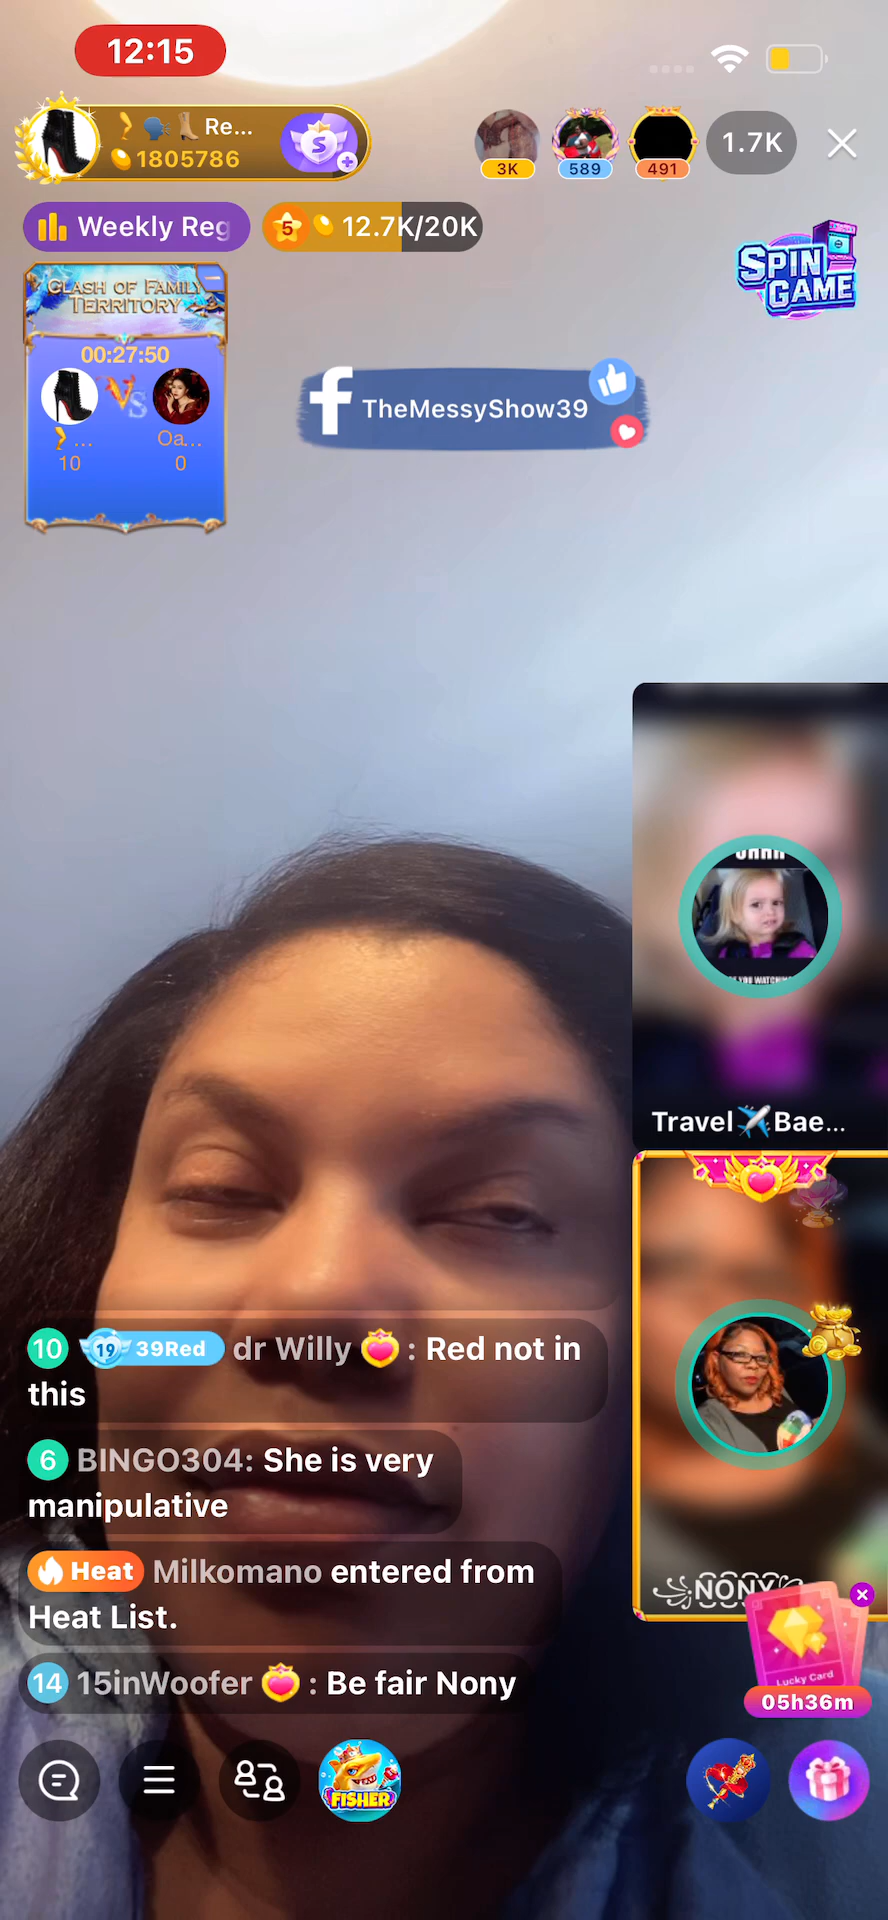 12:15
Re...
1805786
S
3K
589
491
1.7K
Weekly Reg
5
12.7K/20K
SPIN
GAME
CLASH OF FAMILY
TERRITORY
00:27:50
VS
...
Oa...
10
0
f
TheMessyShow39
Travel✈️Bae...
10 19 39Red dr Willy : Red not in
this
6 BINGO304: She is very
manipulative
Heat Milkomano entered from
Heat List.
14 15inWoofer : Be fair Nony
NONY
Lucky Card
05h36m
FISHER